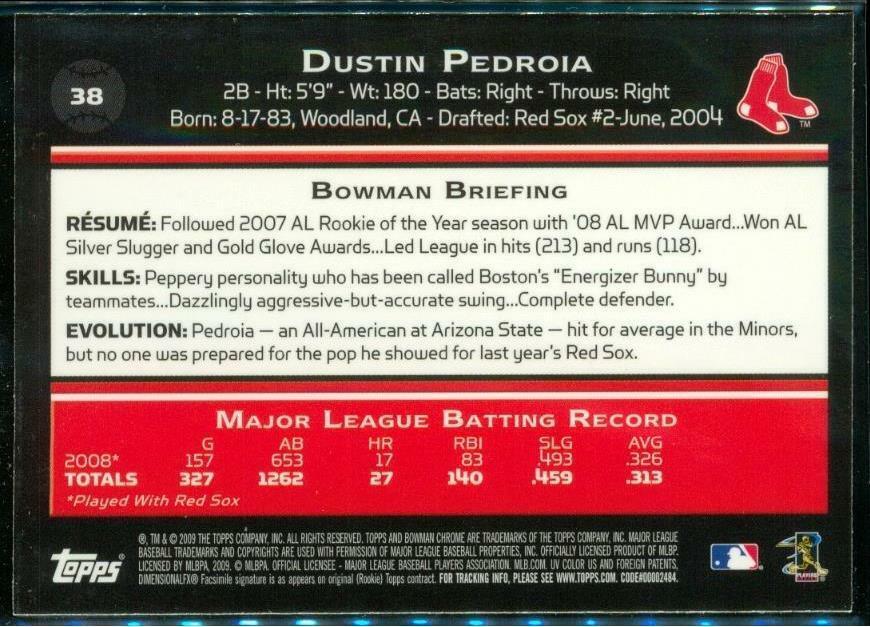 38
DUSTIN PEDROIA
2B - Ht: 5'9" - Wt: 180 - Bats: Right - Throws: Right
Born: 8-17-83, Woodland, CA - Drafted: Red Sox #2-June, 2004
TM
BOWMAN BRIEFING
RÉSUMÉ: Followed 2007 AL Rookie of the Year season with '08 AL MVP Award...Won AL
Silver Slugger and Gold Glove Awards...Led League in hits (213) and runs (118).
SKILLS: Peppery personality who has been called Boston's "Energizer Bunny" by
teammates...Dazzlingly aggressive-but-accurate swing...Complete defender.
EVOLUTION: Pedroia — an All-American at Arizona State — hit for average in the Minors,
but no one was prepared for the pop he showed for last year's Red Sox.
MAJOR LEAGUE BATTING RECORD
G AB HR RBI SLG AVG
2008* 157 653 17 83 .493 .326
TOTALS 327 1262 27 140 .459 .313
*Played With Red Sox
®, TM & © 2009 THE TOPPS COMPANY, INC. ALL RIGHTS RESERVED. TOPPS AND BOWMAN CHROME ARE TRADEMARKS OF THE TOPPS COMPANY, INC. MAJOR LEAGUE
BASEBALL TRADEMARKS AND COPYRIGHTS ARE USED WITH PERMISSION OF MAJOR LEAGUE BASEBALL PROPERTIES, INC. OFFICIALLY LICENSED PRODUCT OF MLBP.
LICENSED BY MLBPA, 2009. © MLBPA. OFFICIAL LICENSEE - MAJOR LEAGUE BASEBALL PLAYERS ASSOCIATION. MLB.COM. UV COLOR US AND FOREIGN PATENTS.
DIMENSIONALFX® Facsimile signature is as appears on original (Rookie) Topps contract. FOR TRACKING INFO, PLEASE SEE WWW.TOPPS.COM. CODE#00002484.
Topps®